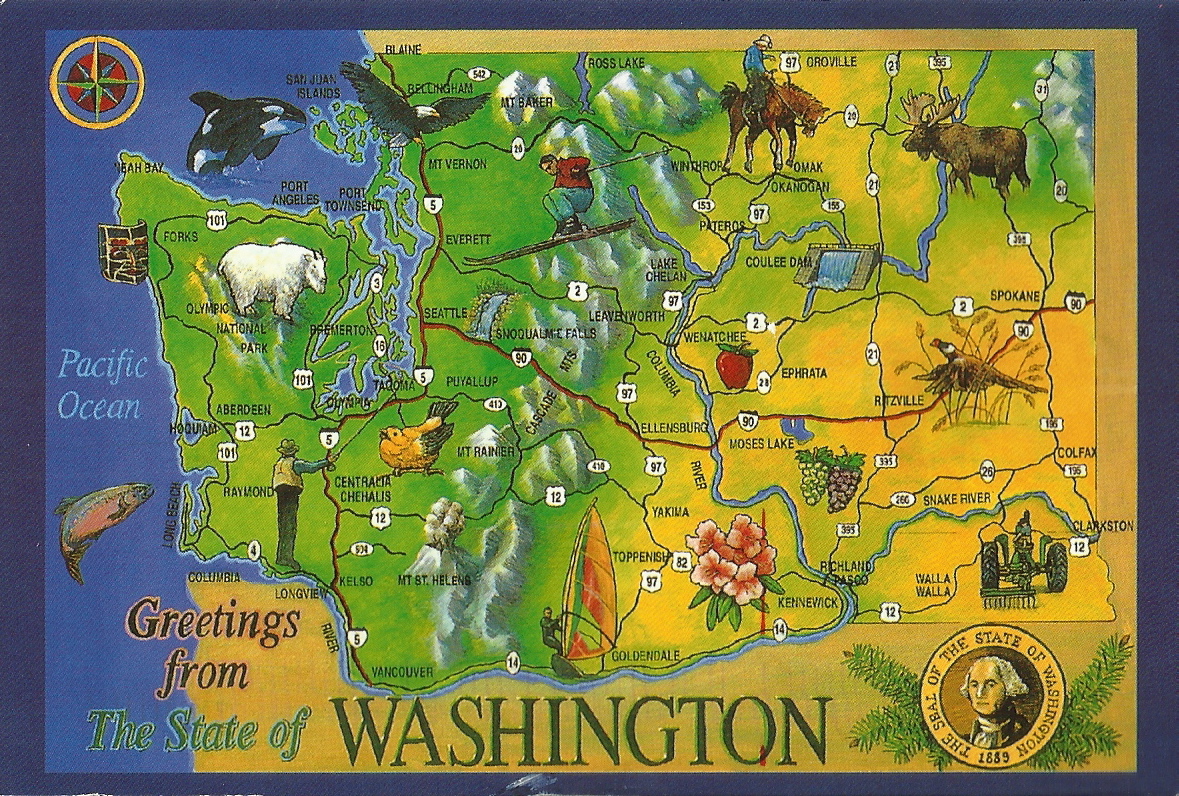 BLAINE
ROSS LAKE
97
OROVILLE
21
395
31
SAN JUAN
ISLANDS
BELLINGHAM
542
MT BAKER
20
20
NEAH BAY
MT VERNON
WINTHROP
OMAK
OKANOGAN
21
20
PORT
ANGELES
PORT
TOWNSEND
5
153
97
155
101
FORKS
EVERETT
PATEROS
395
LAKE
CHELAN
COULEE DAM
3
2
97
2
SPOKANE
90
OLYMPIC
NATIONAL
PARK
BREMERTON
SEATTLE
SNOQUALMIE FALLS
LEAVENWORTH
2
90
WENATCHEE
16
90
MTS
COLUMBIA
21
Pacific
Ocean
101
TACOMA
5
PUYALLUP
97
28
EPHRATA
OLYMPIA
410
CASCADE
RITZVILLE
ABERDEEN
HOQUIAM
12
5
ELLENSBURG
90
MOSES LAKE
195
101
MT RAINIER
410
97
RIVER
395
26
COLFAX
195
RAYMOND
CENTRALIA
CHEHALIS
12
12
YAKIMA
260
SNAKE RIVER
LONG BEACH
395
CLARKSTON
12
4
504
TOPPENISH
82
97
COLUMBIA
LONGVIEW
KELSO
MT ST. HELENS
RICHLAND
PASCO
WALLA
WALLA
KENNEWICK
12
RIVER
5
14
14
GOLDENDALE
VANCOUVER
Greetings
from
The State of
WASHINGTON
THE SEAL OF THE STATE OF WASHINGTON
1889